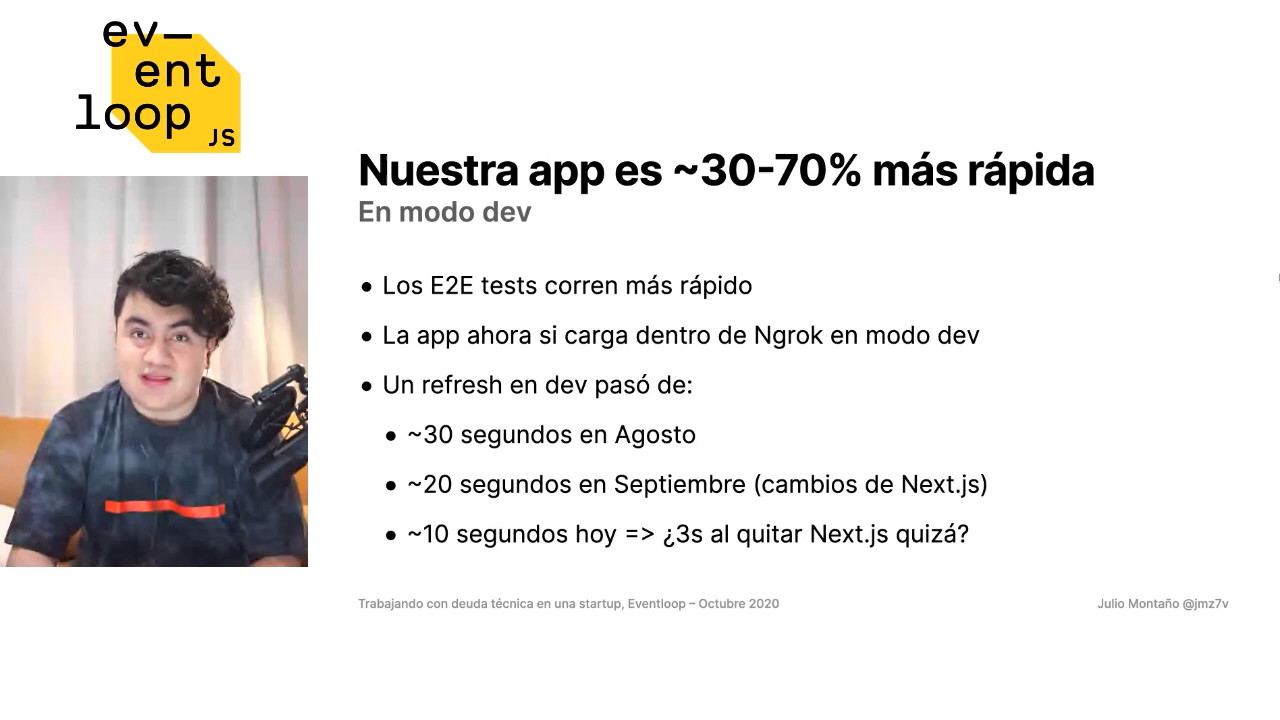 ev—
ent
loop
JS
Nuestra app es ~30-70% más rápida
En modo dev
• Los E2E tests corren más rápido
• La app ahora si carga dentro de Ngrok en modo dev
• Un refresh en dev pasó de:
• ~30 segundos en Agosto
• ~20 segundos en Septiembre (cambios de Next.js)
• ~10 segundos hoy => ¿3s al quitar Next.js quizá?
Trabajando con deuda técnica en una startup, Eventloop – Octubre 2020
Julio Montaño @jmz7v